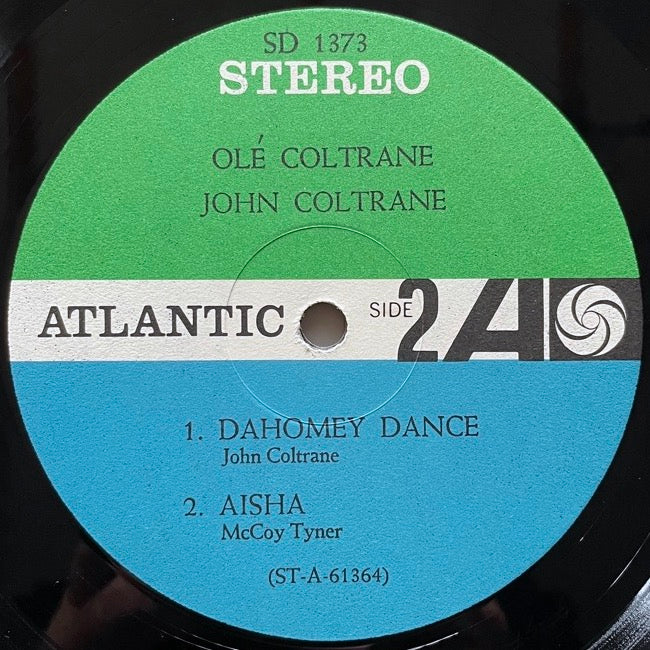 SD 1373
STEREO
OLÉ COLTRANE
JOHN COLTRANE
ATLANTIC SIDE 2 A
1. DAHOMEY DANCE
John Coltrane
2. AISHA
McCoy Tyner
(ST-A-61364)